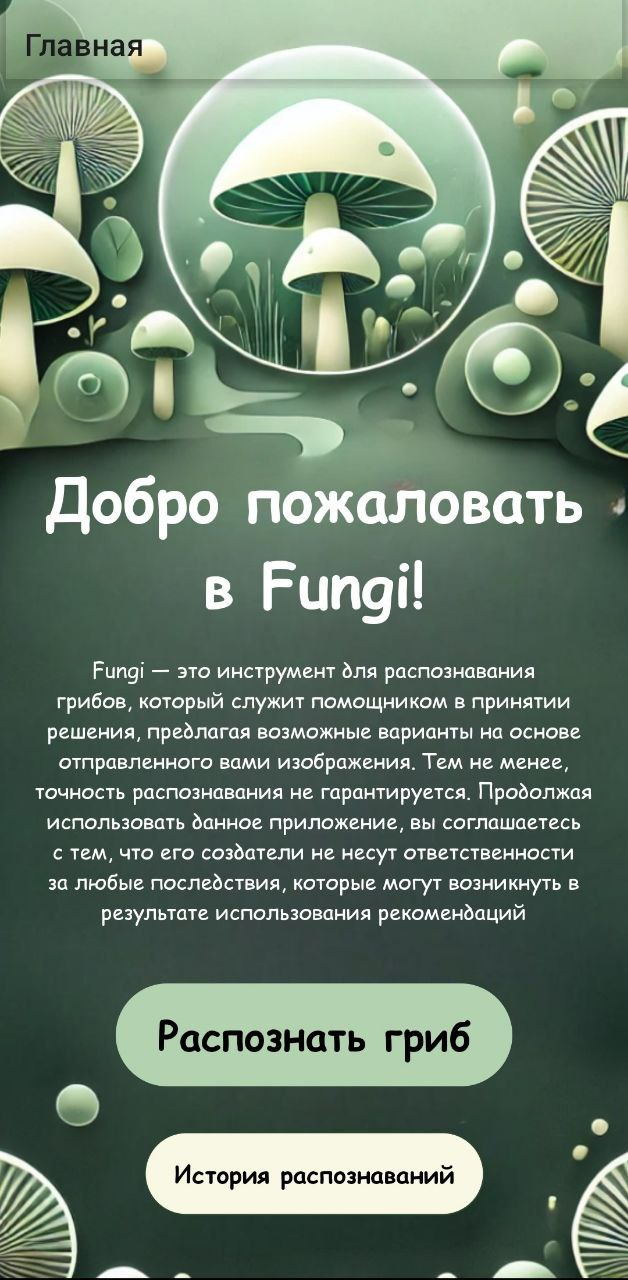 Главная
Добро пожаловать
в Fungi!
Fungi — это инструмент для распознавания
грибов, который служит помощником в принятии
решения, предлагая возможные варианты на основе
отправленного вами изображения. Тем не менее,
точность распознавания не гарантируется. Продолжая
использовать данное приложение, вы соглашаетесь
с тем, что его создатели не несут ответственности
за любые последствия, которые могут возникнуть в
результате использования рекомендаций
Распознать гриб
История распознаваний